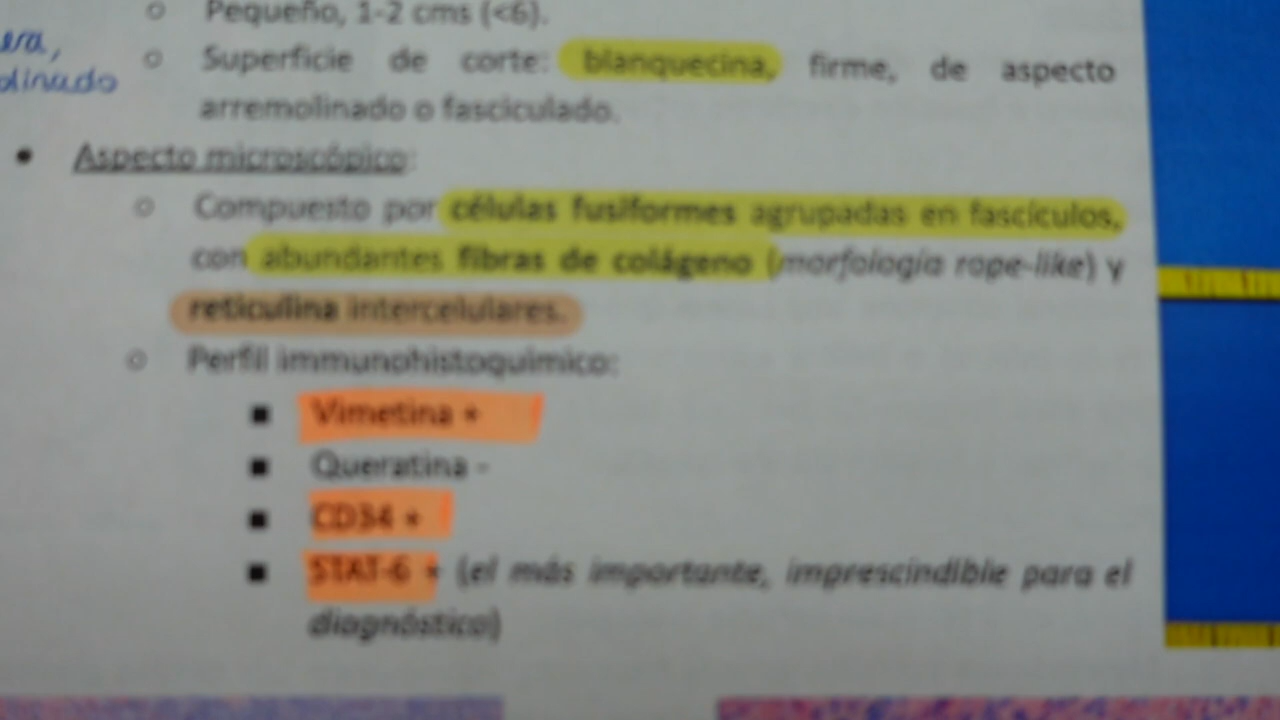 Pequeño, 1-2 cms (<6).
Superficie de corte: blanquecina, firme, de aspecto
arremolinado o fasciculado.
Aspecto microscópico:
Compuesto por células fusiformes agrupadas en fascículos,
con abundantes fibras de colágeno (morfología rope-like) y
reticulina intercelulares.
Perfil immunohistoquímico:
Vimetina +
Queratina -
CD34 +
STAT-6 + (el más importante, imprescindible para el
diagnóstico)